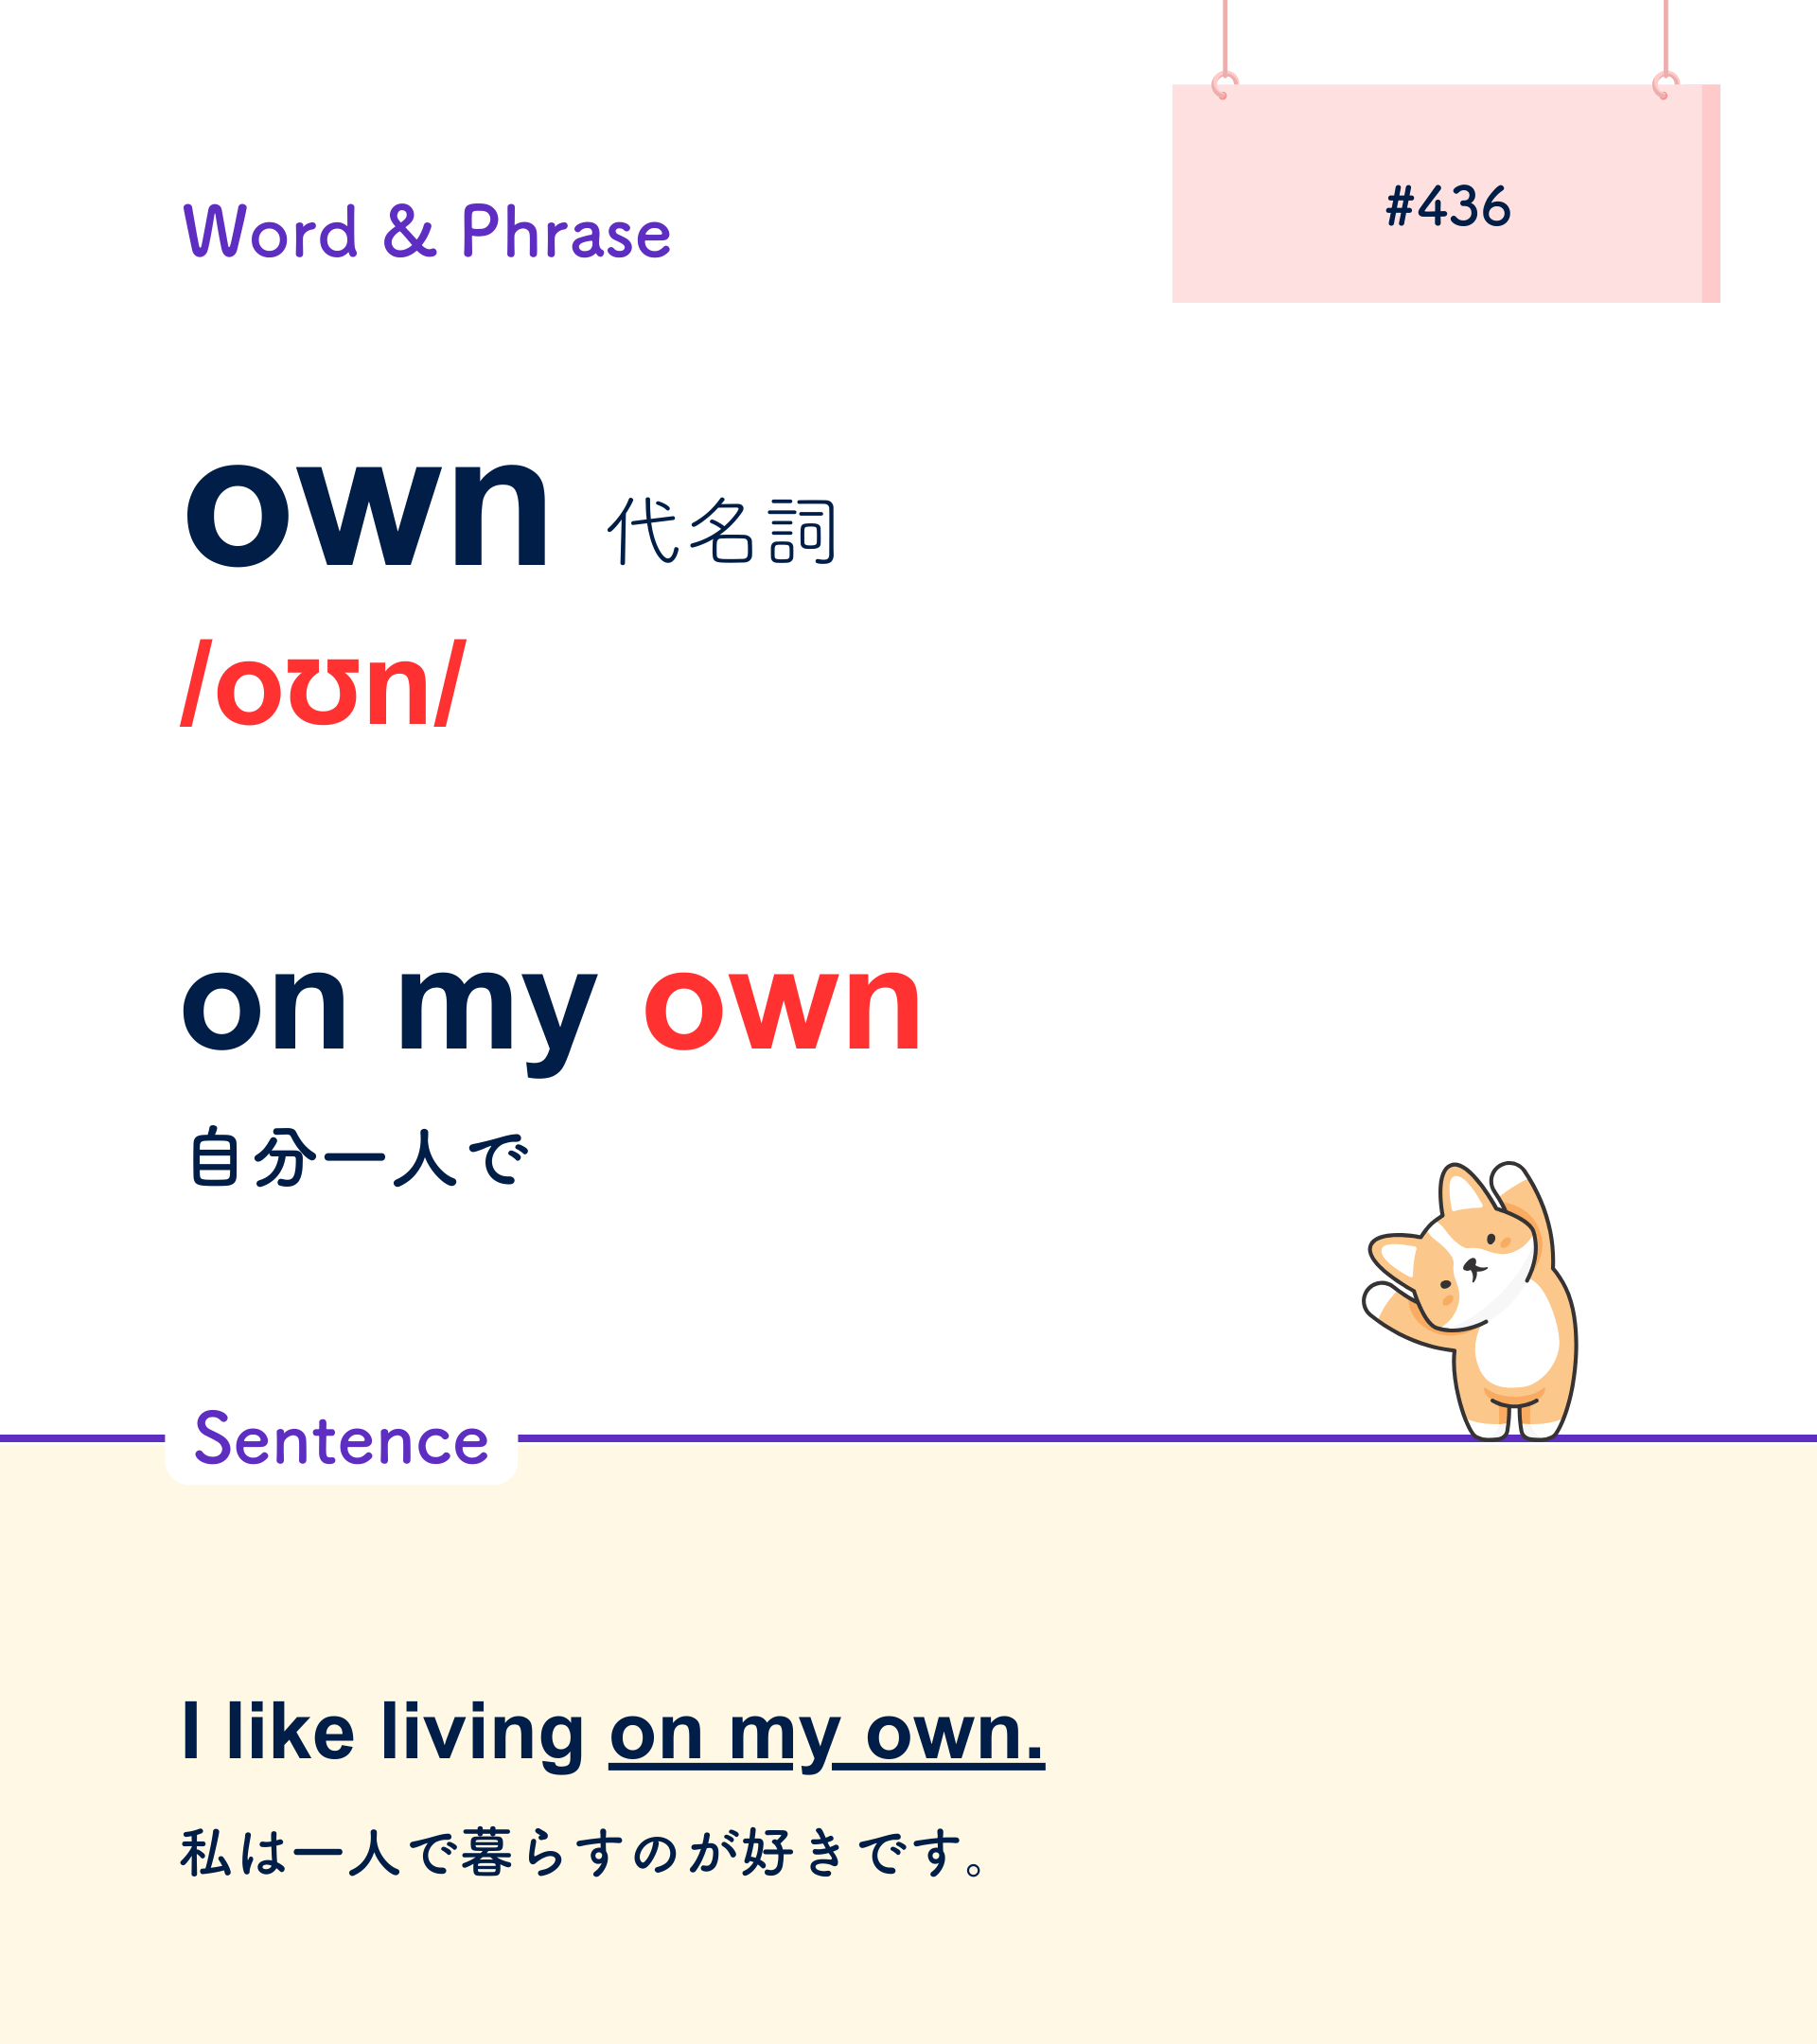 #436
Word & Phrase
own 代名詞
/oʊn/
on my own
自分一人で
Sentence
I like living on my own.
私は一人で暮らすのが好きです。